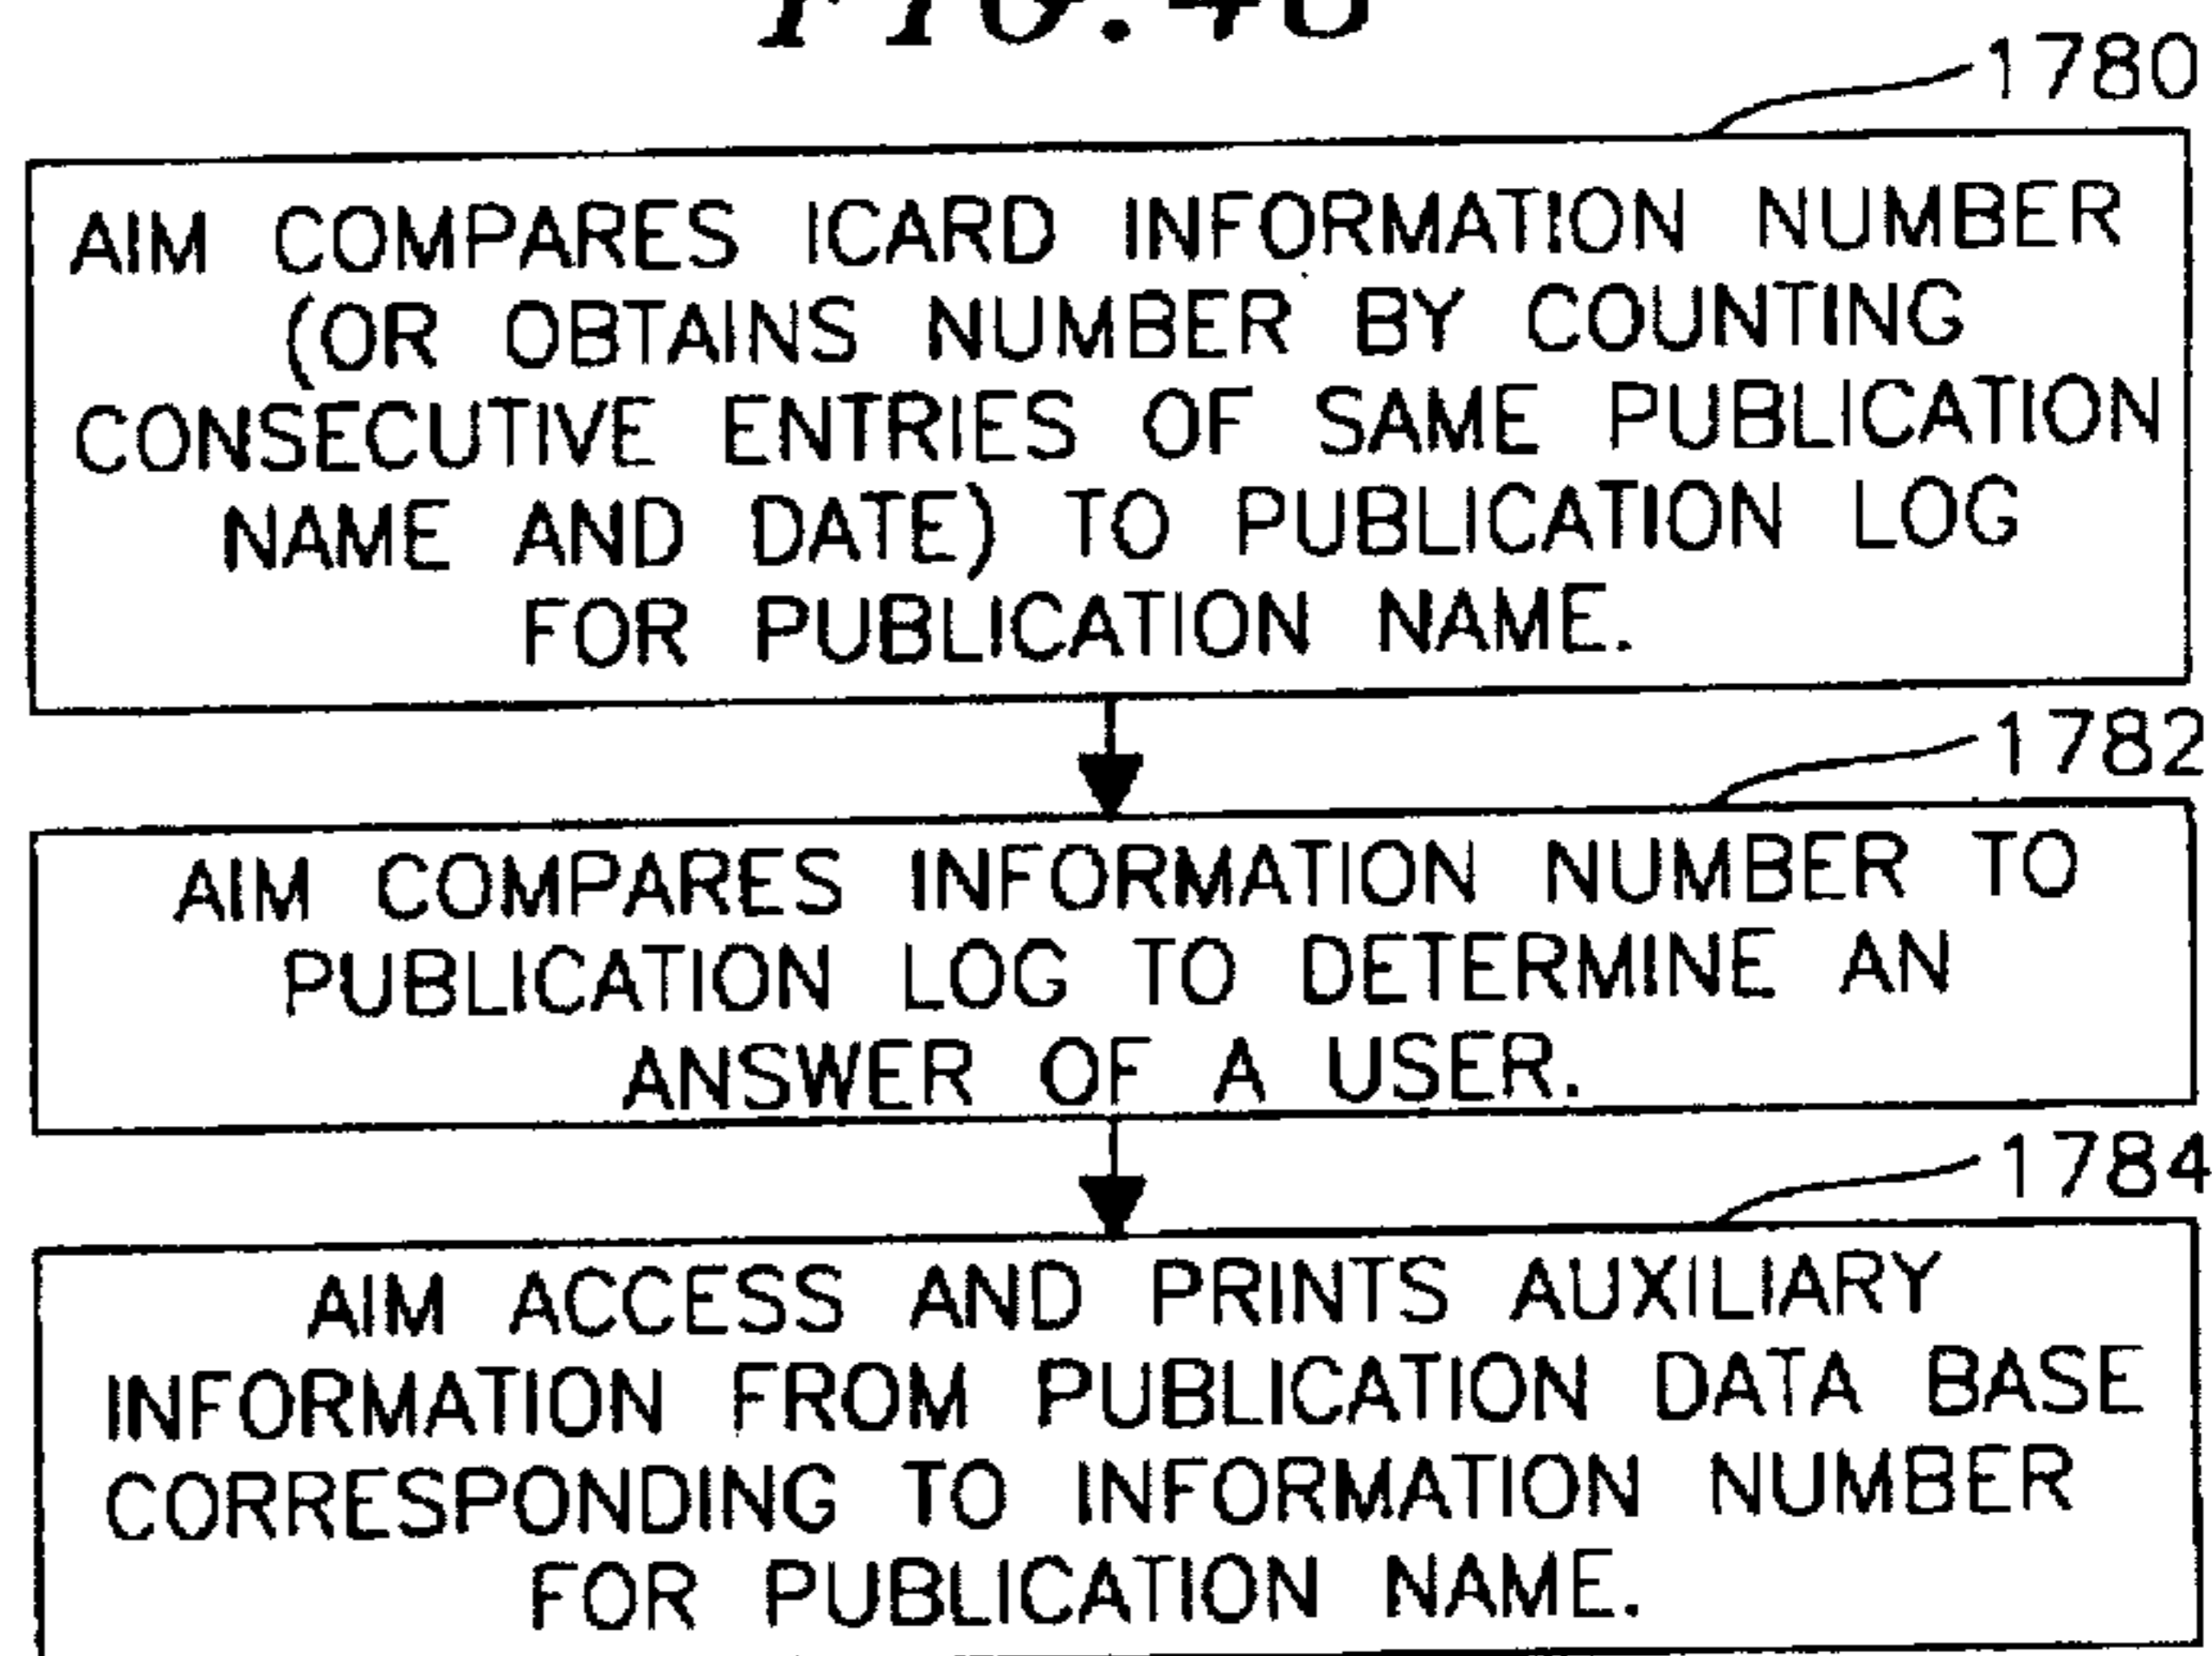 1780
AIM COMPARES ICARD INFORMATION NUMBER
(OR OBTAINS NUMBER BY COUNTING
CONSECUTIVE ENTRIES OF SAME PUBLICATION
NAME AND DATE) TO PUBLICATION LOG
FOR PUBLICATION NAME.
1782
AIM COMPARES INFORMATION NUMBER TO
PUBLICATION LOG TO DETERMINE AN
ANSWER OF A USER.
1784
AIM ACCESS AND PRINTS AUXILIARY
INFORMATION FROM PUBLICATION DATA BASE
CORRESPONDING TO INFORMATION NUMBER
FOR PUBLICATION NAME.